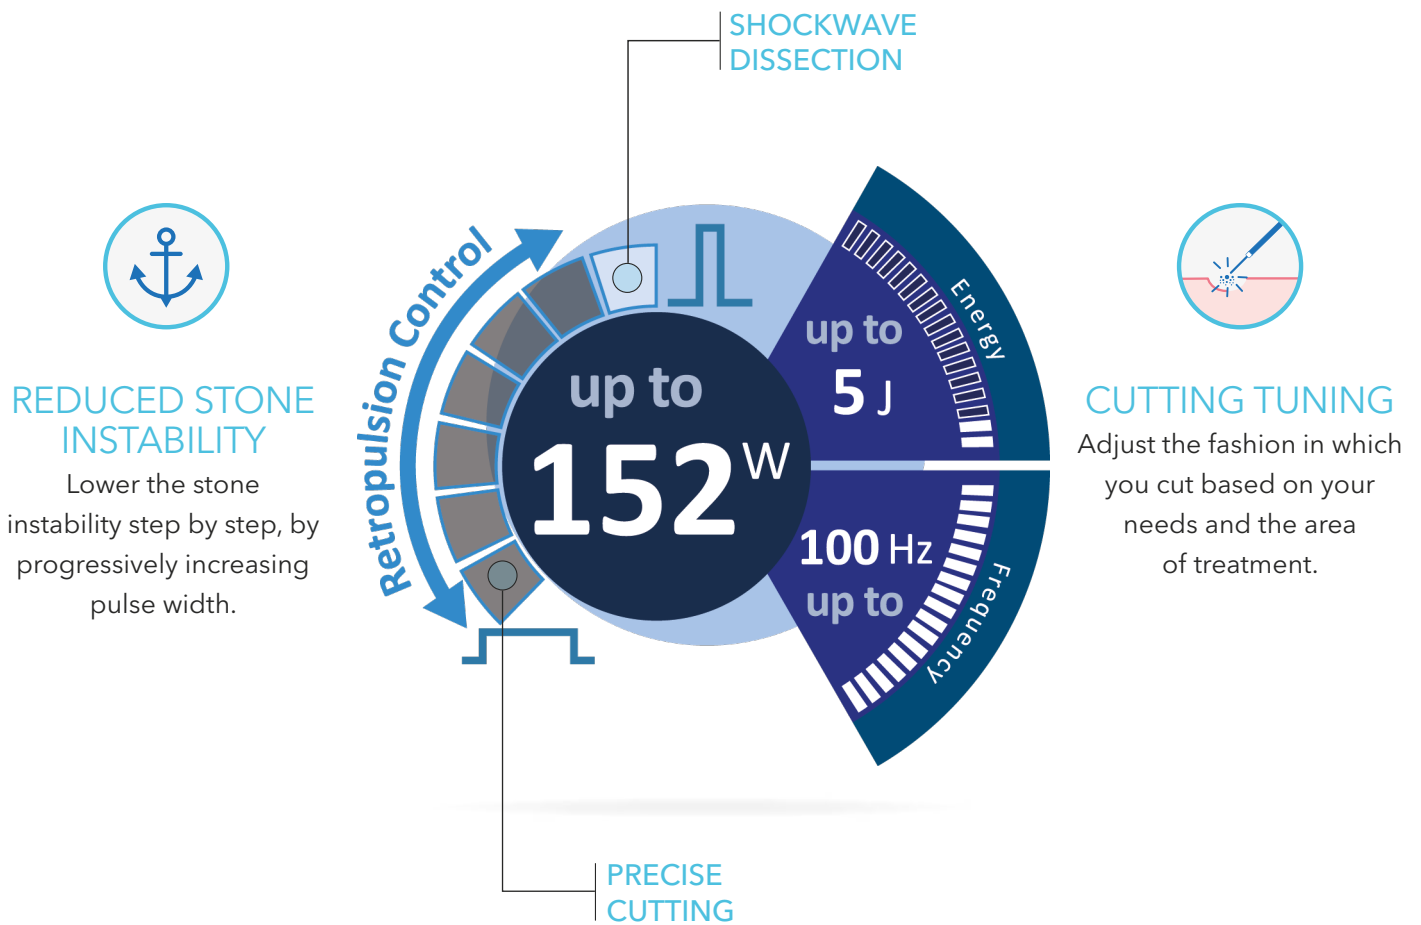 SHOCKWAVE
DISSECTION
Retropulsion Control
REDUCED STONE
INSTABILITY
Lower the stone
instability step by step, by
progressively increasing
pulse width.
up to
152 W
Energy
up to
5 J
100 Hz
up to
Frequency
CUTTING TUNING
Adjust the fashion in which
you cut based on your
needs and the area
of treatment.
PRECISE
CUTTING